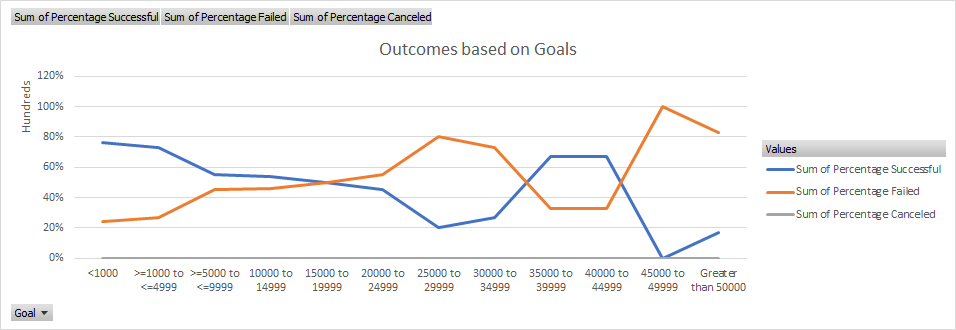 Sum of Percentage Successful Sum of Percentage Failed Sum of Percentage Canceled
Outcomes based on Goals
Hundreds
120%
100%
80%
60%
40%
20%
0%
<1000
>=1000 to
<=4999
>=5000 to
<=9999
10000 to
14999
15000 to
19999
20000 to
24999
25000 to
29999
30000 to
34999
35000 to
39999
40000 to
44999
45000 to
49999
Greater
than 50000
Values
Sum of Percentage Successful
Sum of Percentage Failed
Sum of Percentage Canceled
Goal